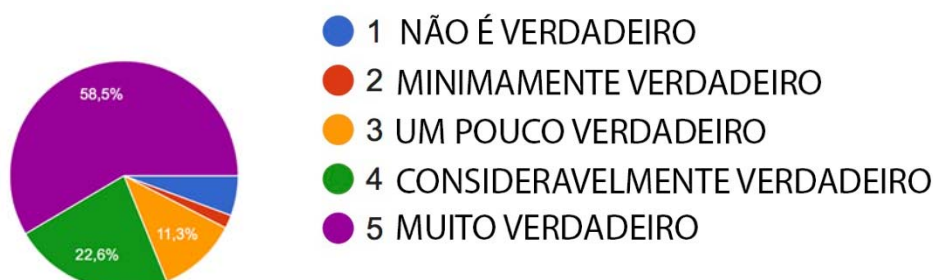 1 NÃO É VERDADEIRO
2 MINIMAMENTE VERDADEIRO
3 UM POUCO VERDADEIRO
4 CONSIDERAVELMENTE VERDADEIRO
5 MUITO VERDADEIRO
58,5%
11,3%
22,6%